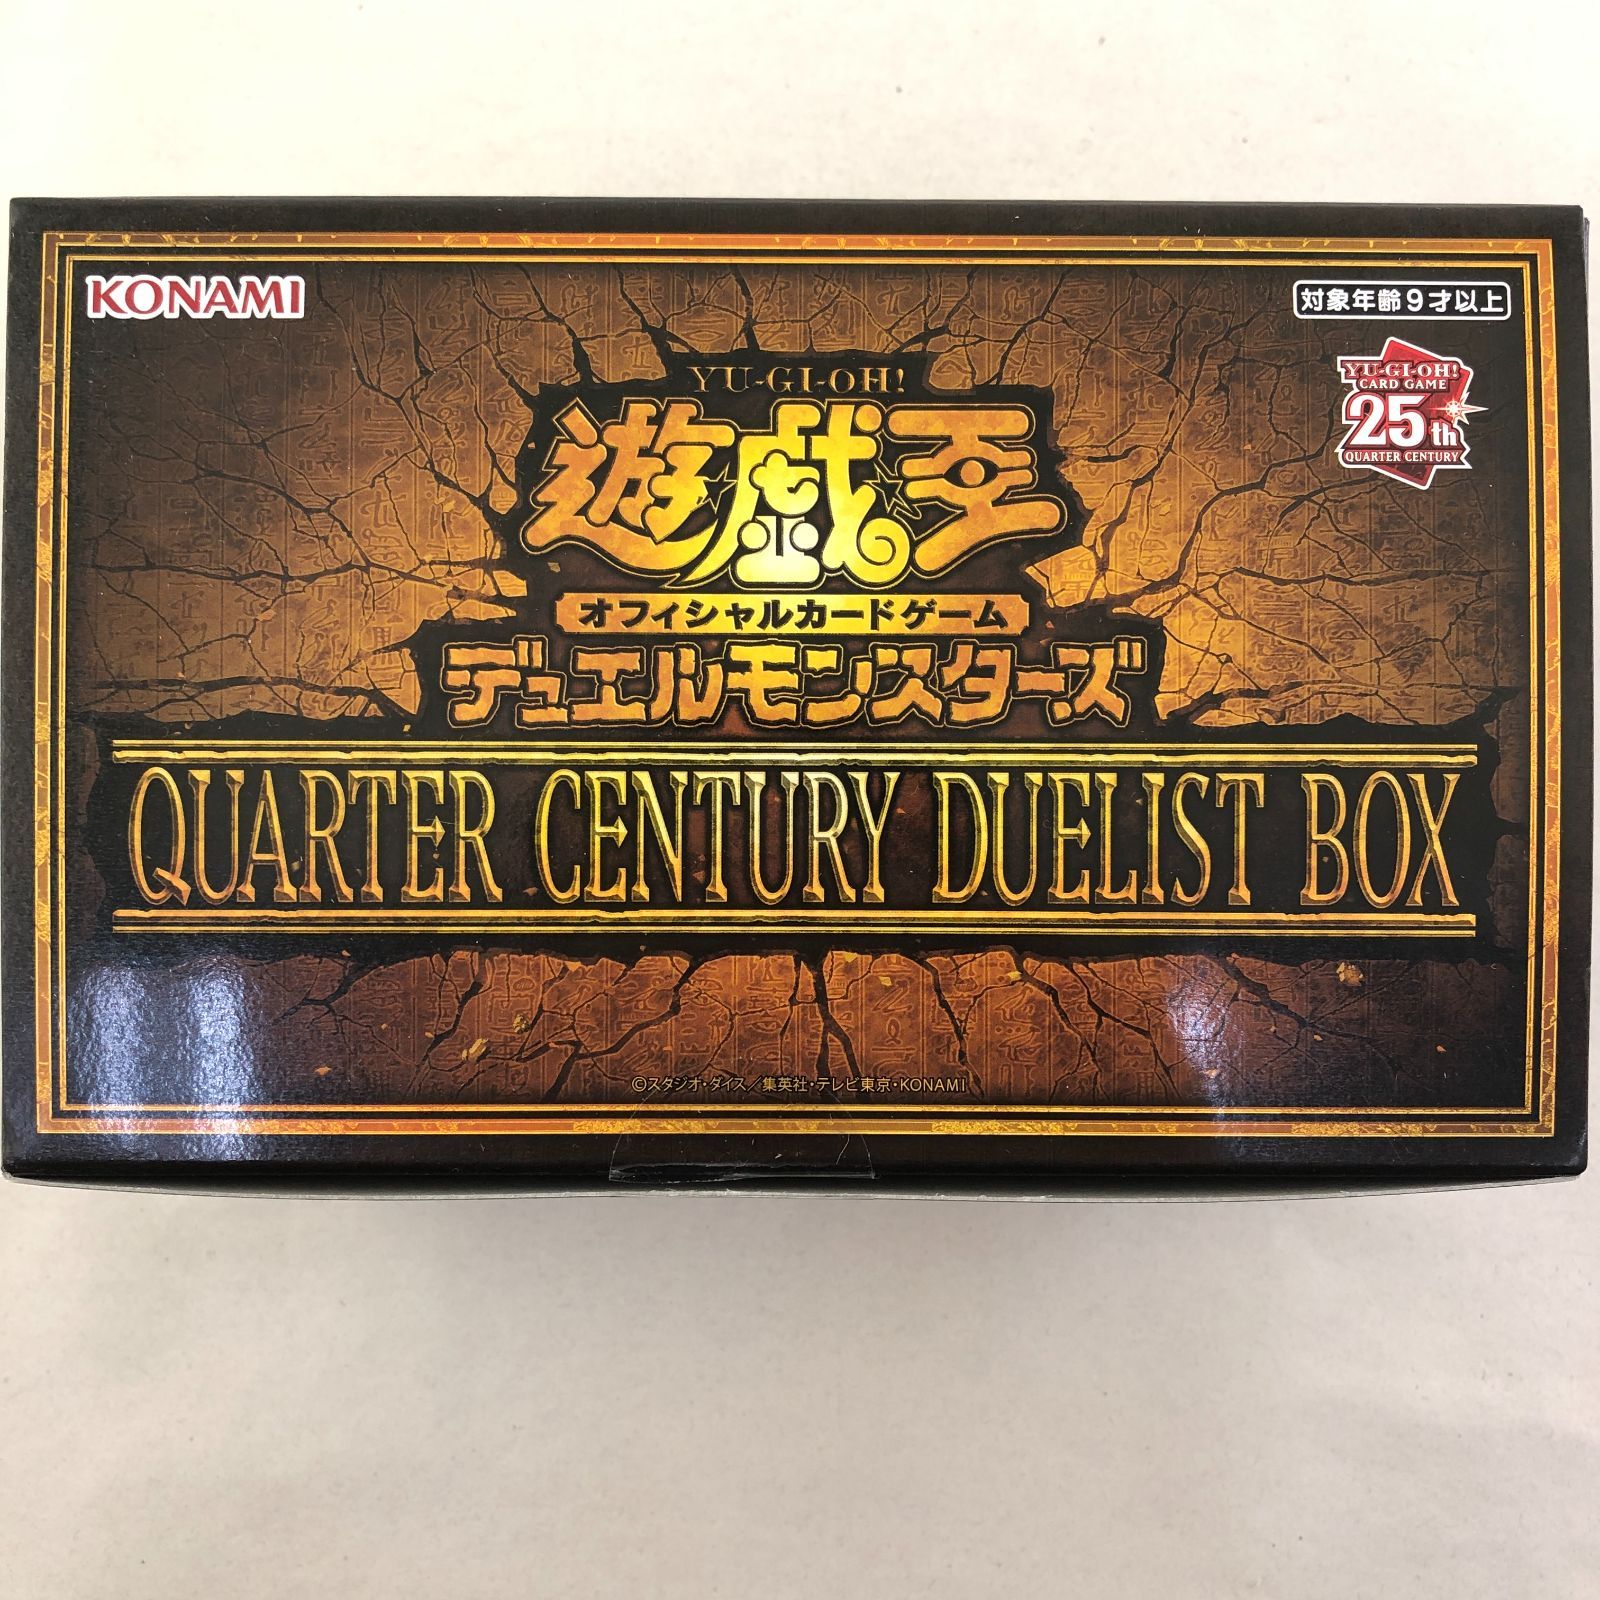 KONAMI
対象年齢9才以上
YU-GI-OH!
CARD GAME
25th
QUARTER CENTURY
YU-GI-OH!
遊戯王
オフィシャルカードゲーム
デュエルモンスターズ
QUARTER CENTURY DUELIST BOX
©スタジオ・ダイス／集英社・テレビ東京・KONAMI